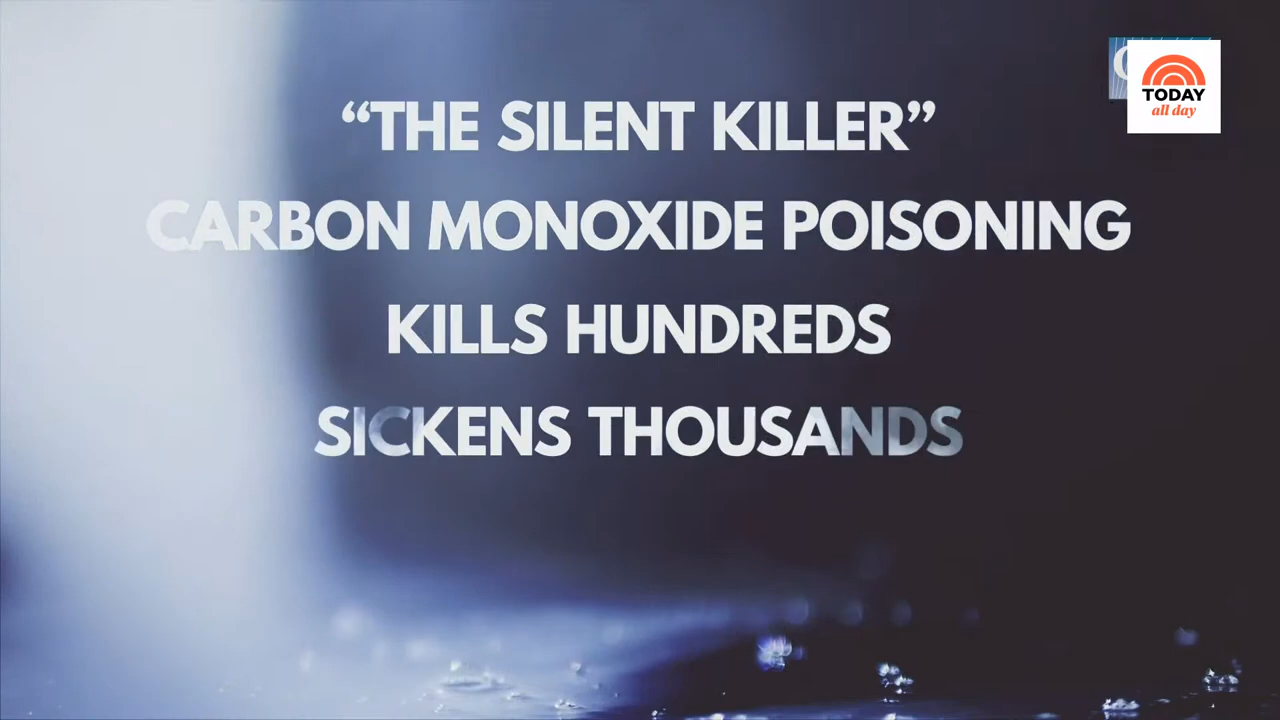 “THE SILENT KILLER”
CARBON MONOXIDE POISONING
KILLS HUNDREDS
SICKENS THOUSANDS
TODAY
all day